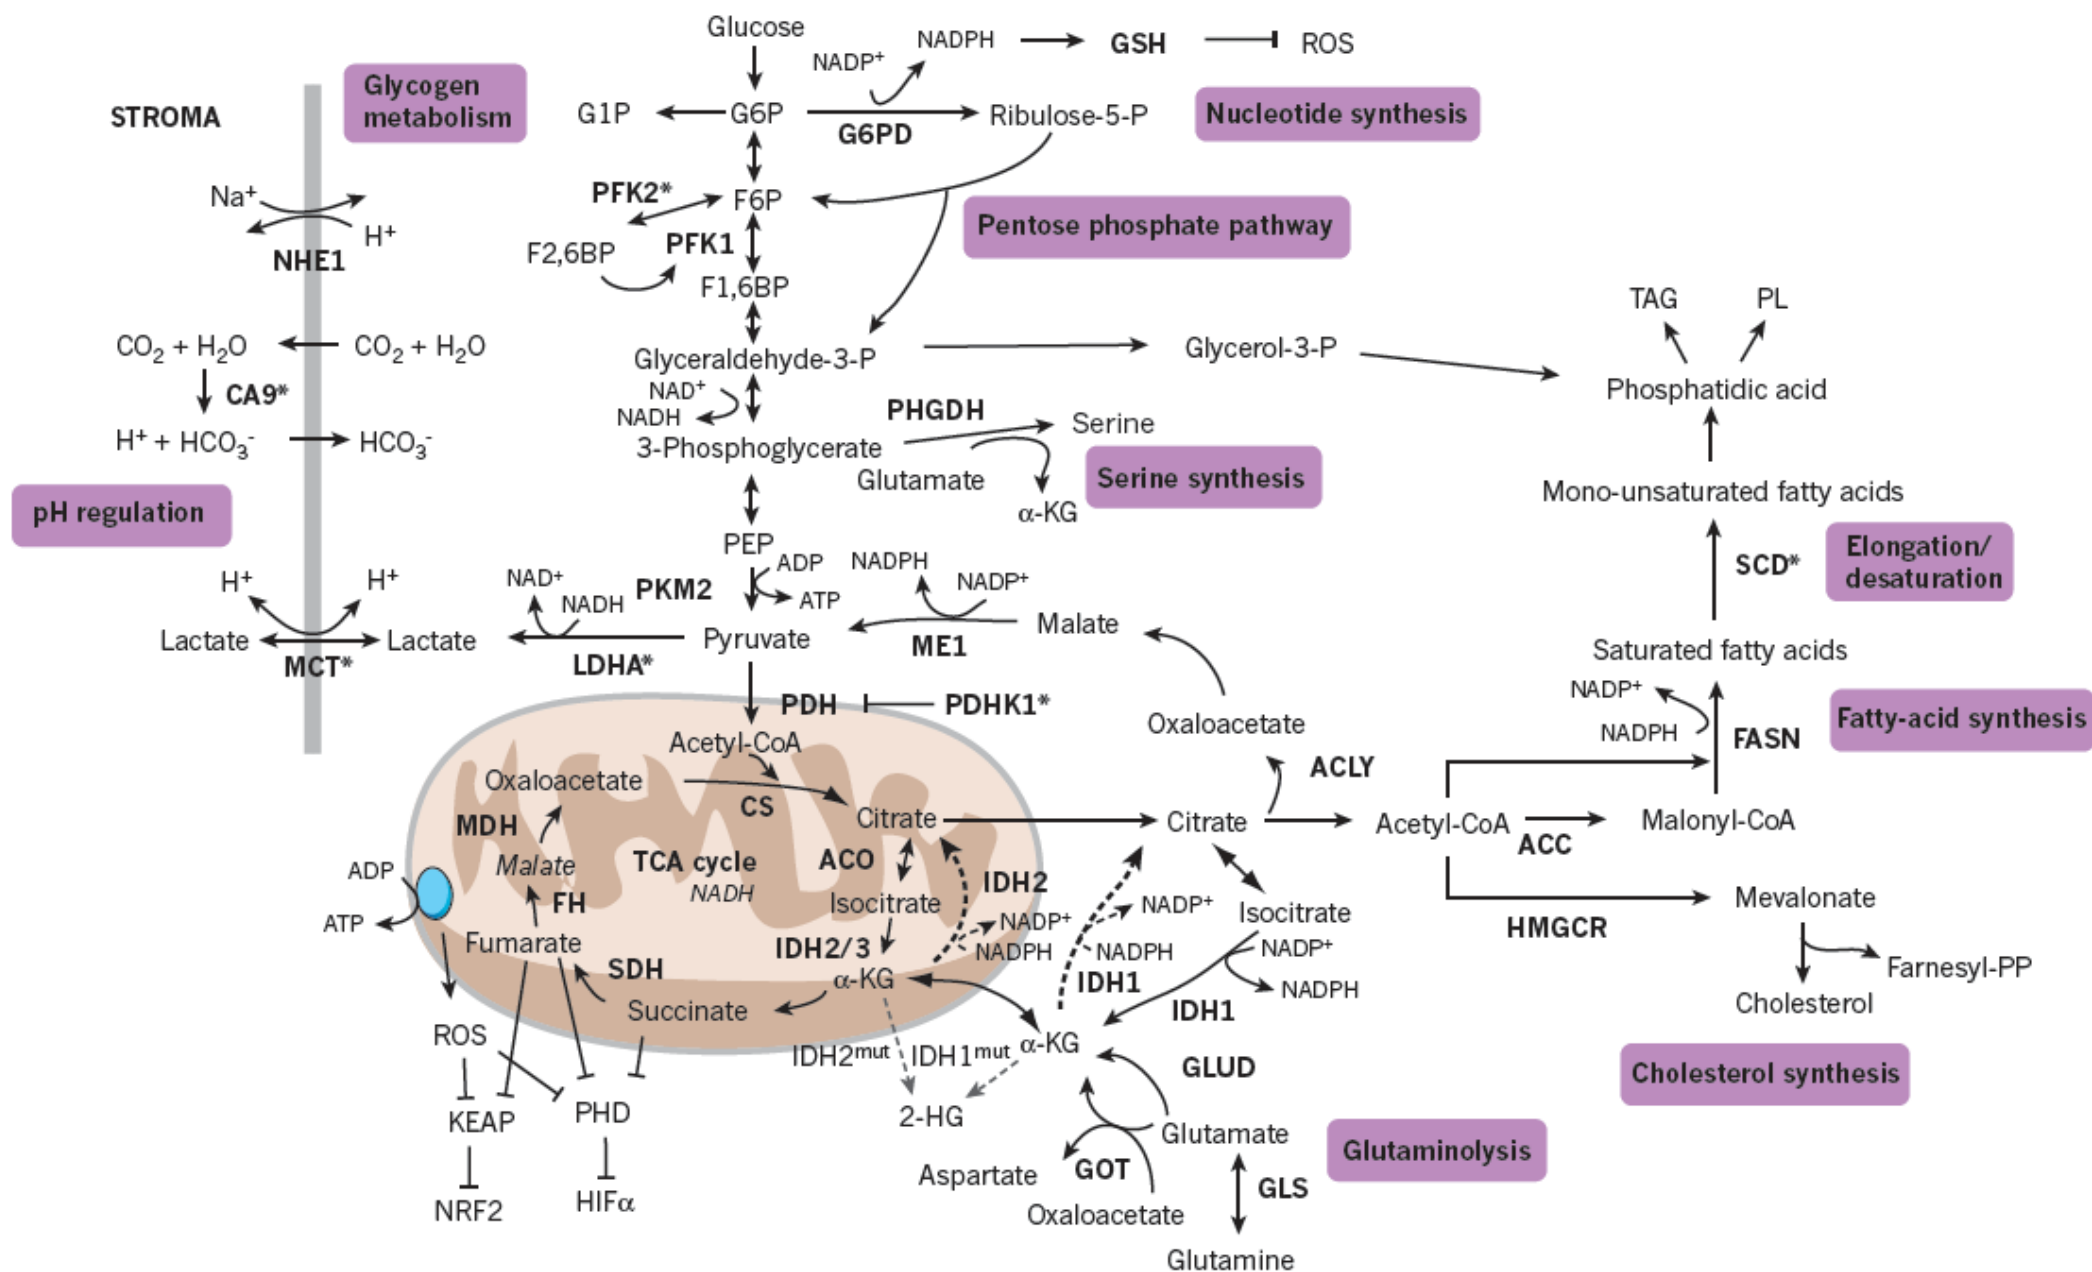 Glucose
NADP⁺
NADPH
GSH
ROS
STROMA
Glycogen
metabolism
G1P
G6P
G6PD
Ribulose-5-P
Nucleotide synthesis
Na⁺
H⁺
NHE1
PFK2*
F6P
F2,6BP
PFK1
F1,6BP
Pentose phosphate pathway
CO₂ + H₂O
CO₂ + H₂O
CA9*
H⁺ + HCO₃⁻
HCO₃⁻
pH regulation
Glyceraldehyde-3-P
Glycerol-3-P
NAD⁺
NADH
3-Phosphoglycerate
PHGDH
Serine
Glutamate
α-KG
Serine synthesis
TAG
PL
Phosphatidic acid
Mono-unsaturated fatty acids
SCD*
Elongation/
desaturation
Saturated fatty acids
NADP⁺
NADPH
FASN
Fatty-acid synthesis
PEP
ADP
ATP
PKM2
Pyruvate
NADPH
NADP⁺
Malate
ME1
H⁺
H⁺
Lactate
Lactate
MCT*
NAD⁺
NADH
LDHA*
PDH
PDHK1*
Acetyl-CoA
Oxaloacetate
CS
Citrate
MDH
Malate
TCA cycle
NADH
ACO
Isocitrate
IDH2
NADP⁺
NADPH
FH
Fumarate
IDH2/3
α-KG
SDH
Succinate
ADP
ATP
ROS
KEAP
NRF2
PHD
HIFα
IDH2ᵐᵘᵗ
IDH1ᵐᵘᵗ
2-HG
Oxaloacetate
ACLY
Citrate
Acetyl-CoA
ACC
Malonyl-CoA
HMGCR
Mevalonate
Farnesyl-PP
Cholesterol
Cholesterol synthesis
NADP⁺
NADPH
IDH1
Isocitrate
NADP⁺
NADPH
IDH1
α-KG
GLUD
Glutamate
Aspartate
GOT
Oxaloacetate
GLS
Glutamine
Glutaminolysis